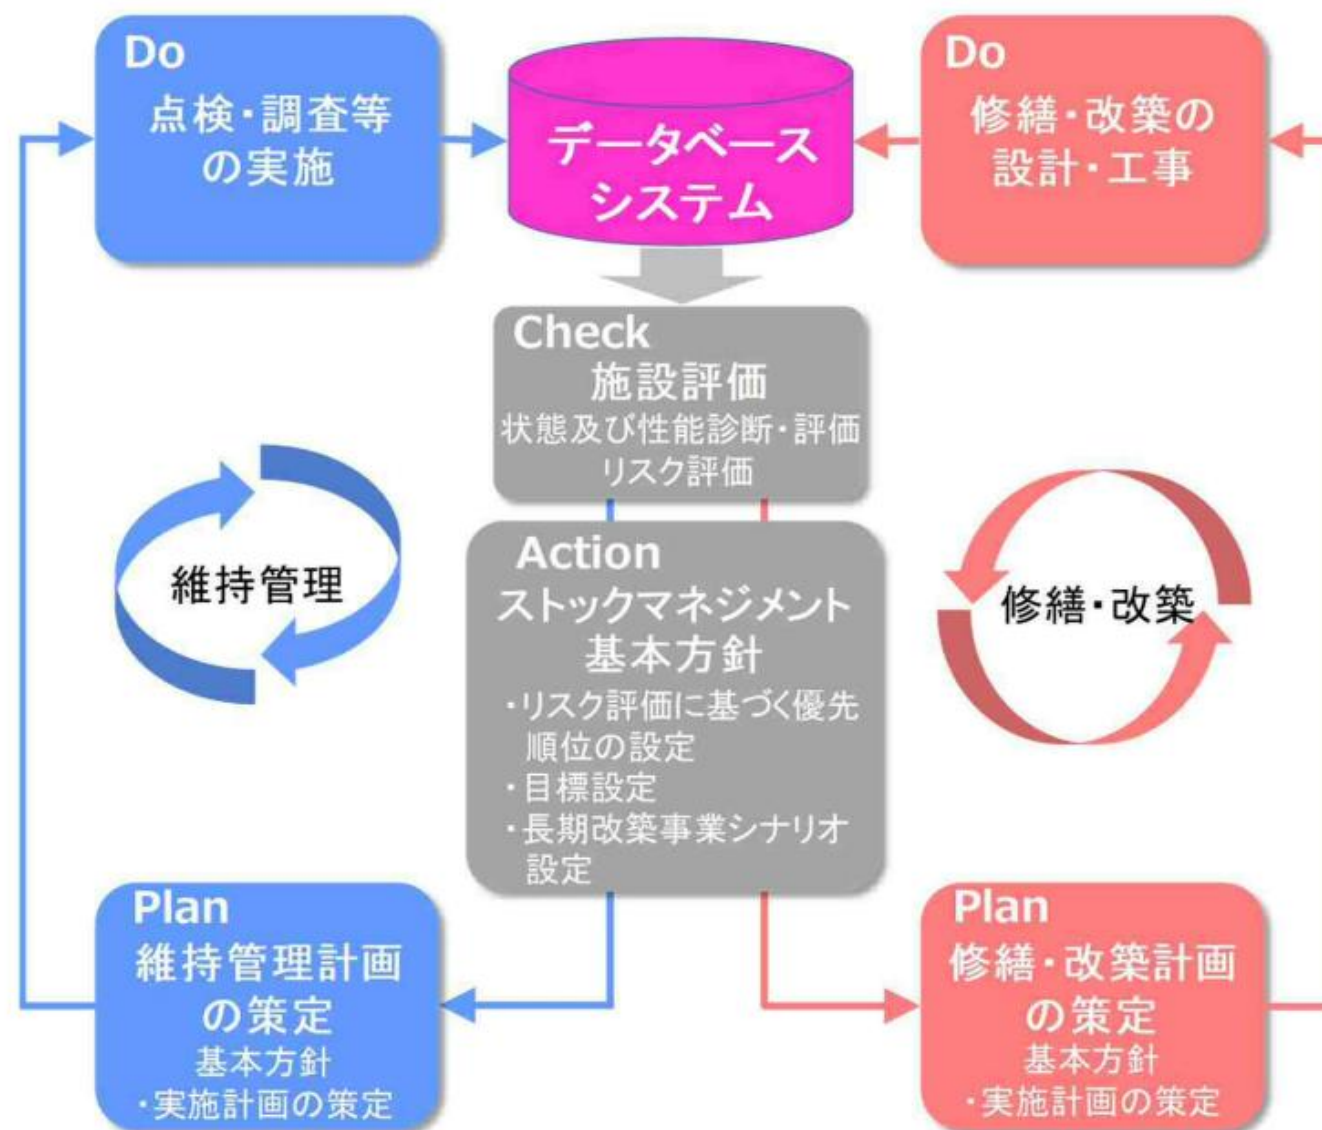 Do
点検・調査等
の実施
データベース
システム
Do
修繕・改築の
設計・工事
Check
施設評価
状態及び性能診断・評価
リスク評価
維持管理
Action
ストックマネジメント
基本方針
・リスク評価に基づく優先
順位の設定
・目標設定
・長期改築事業シナリオ
設定
修繕・改築
Plan
維持管理計画
の策定
基本方針
・実施計画の策定
Plan
修繕・改築計画
の策定
基本方針
・実施計画の策定